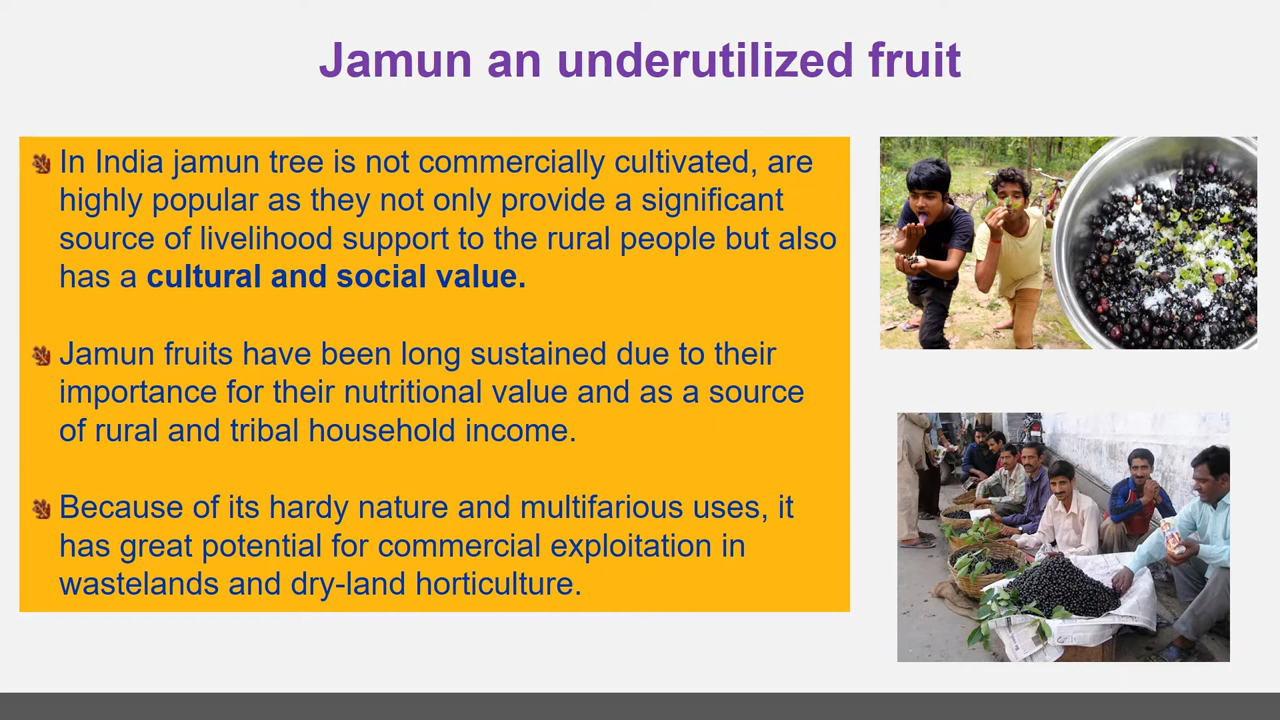 Jamun an underutilized fruit
In India jamun tree is not commercially cultivated, are
highly popular as they not only provide a significant
source of livelihood support to the rural people but also
has a cultural and social value.
Jamun fruits have been long sustained due to their
importance for their nutritional value and as a source
of rural and tribal household income.
Because of its hardy nature and multifarious uses, it
has great potential for commercial exploitation in
wastelands and dry-land horticulture.